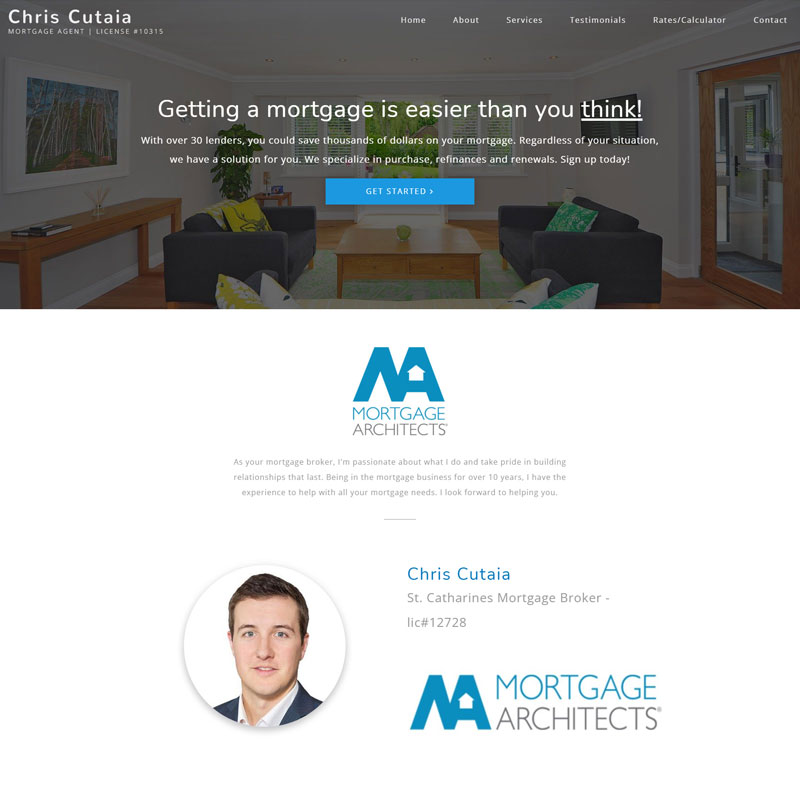 Chris Cutaia
MORTGAGE AGENT | LICENSE #10315
Home About Services Testimonials Rates/Calculator Contact
Getting a mortgage is easier than you think!
With over 30 lenders, you could save thousands of dollars on your mortgage. Regardless of your situation,
we have a solution for you. We specialize in purchase, refinances and renewals. Sign up today!
GET STARTED >
MA
MORTGAGE
ARCHITECTS®
As your mortgage broker, I'm passionate about what I do and take pride in building
relationships that last. Being in the mortgage business for over 10 years, I have the
experience to help with all your mortgage needs. I look forward to helping you.
Chris Cutaia
St. Catharines Mortgage Broker -
lic#12728
MA MORTGAGE
ARCHITECTS®